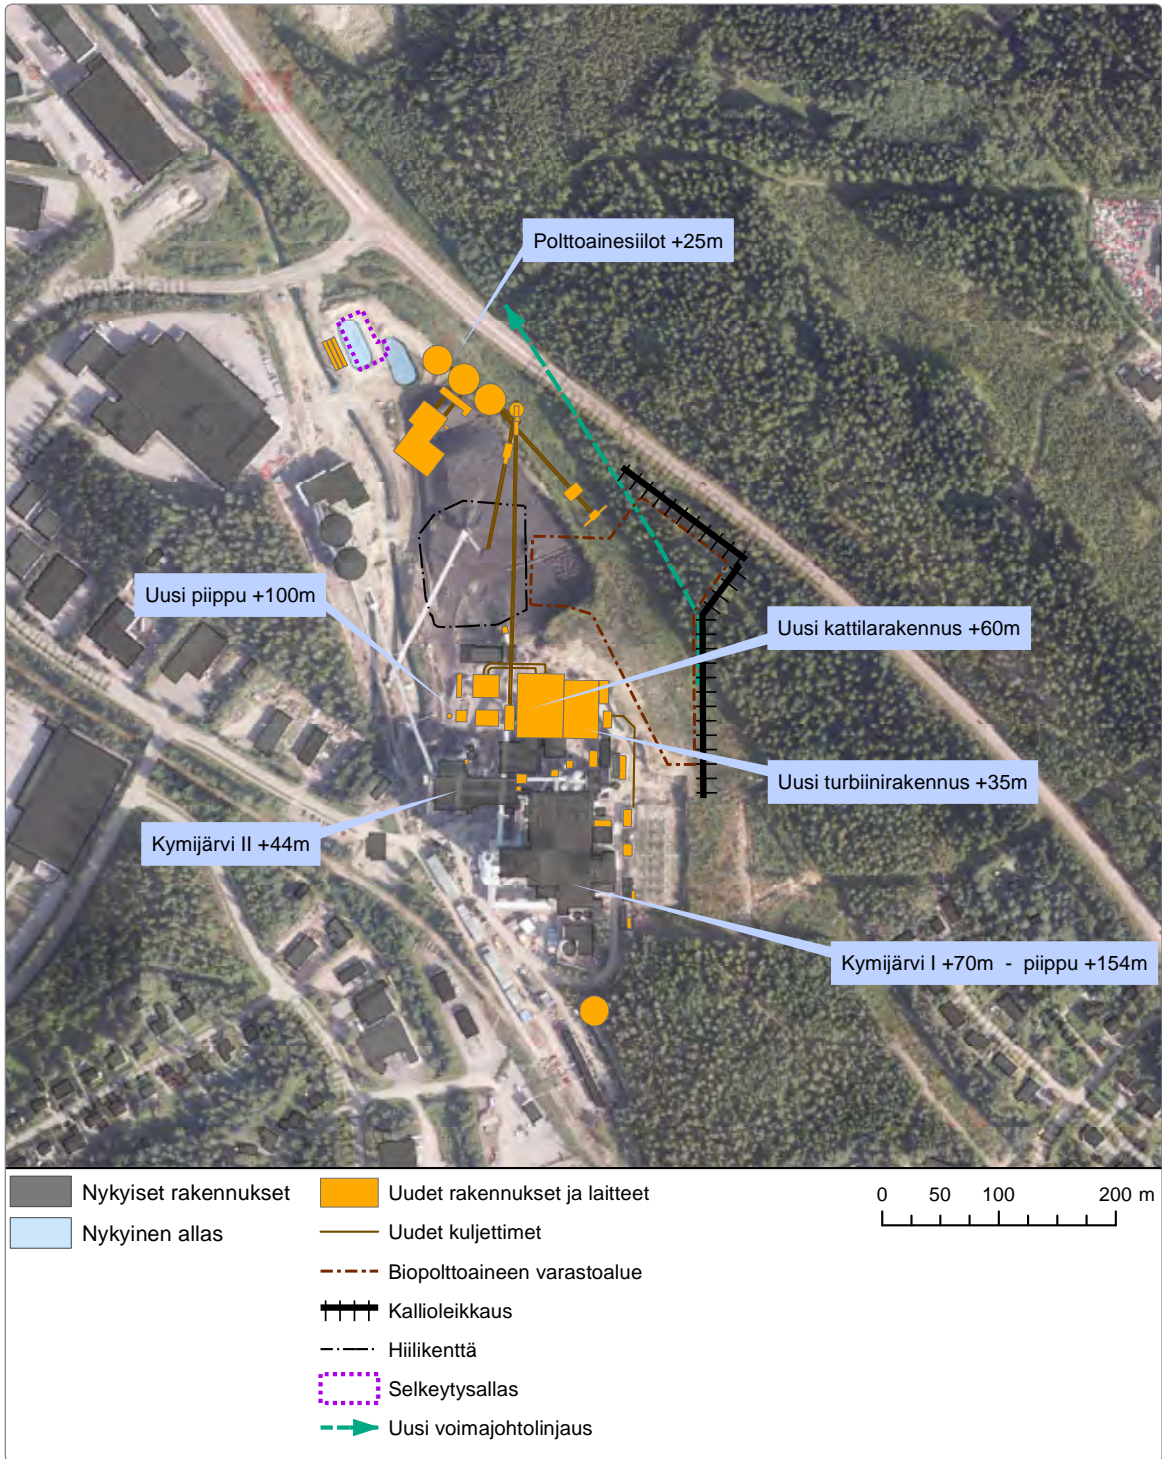 Polttoainesiilot +25m
Uusi piippu +100m
Uusi kattilarakennus +60m
Uusi turbiinirakennus +35m
Kymijärvi II +44m
Kymijärvi I +70m - piippu +154m
Nykyiset rakennukset
Nykyinen allas
Uudet rakennukset ja laitteet
Uudet kuljettimet
Biopolttoaineen varastoalue
Kallioleikkaus
Hiilikenttä
Selkeytysallas
Uusi voimajohtolinjaus
0 50 100 200 m